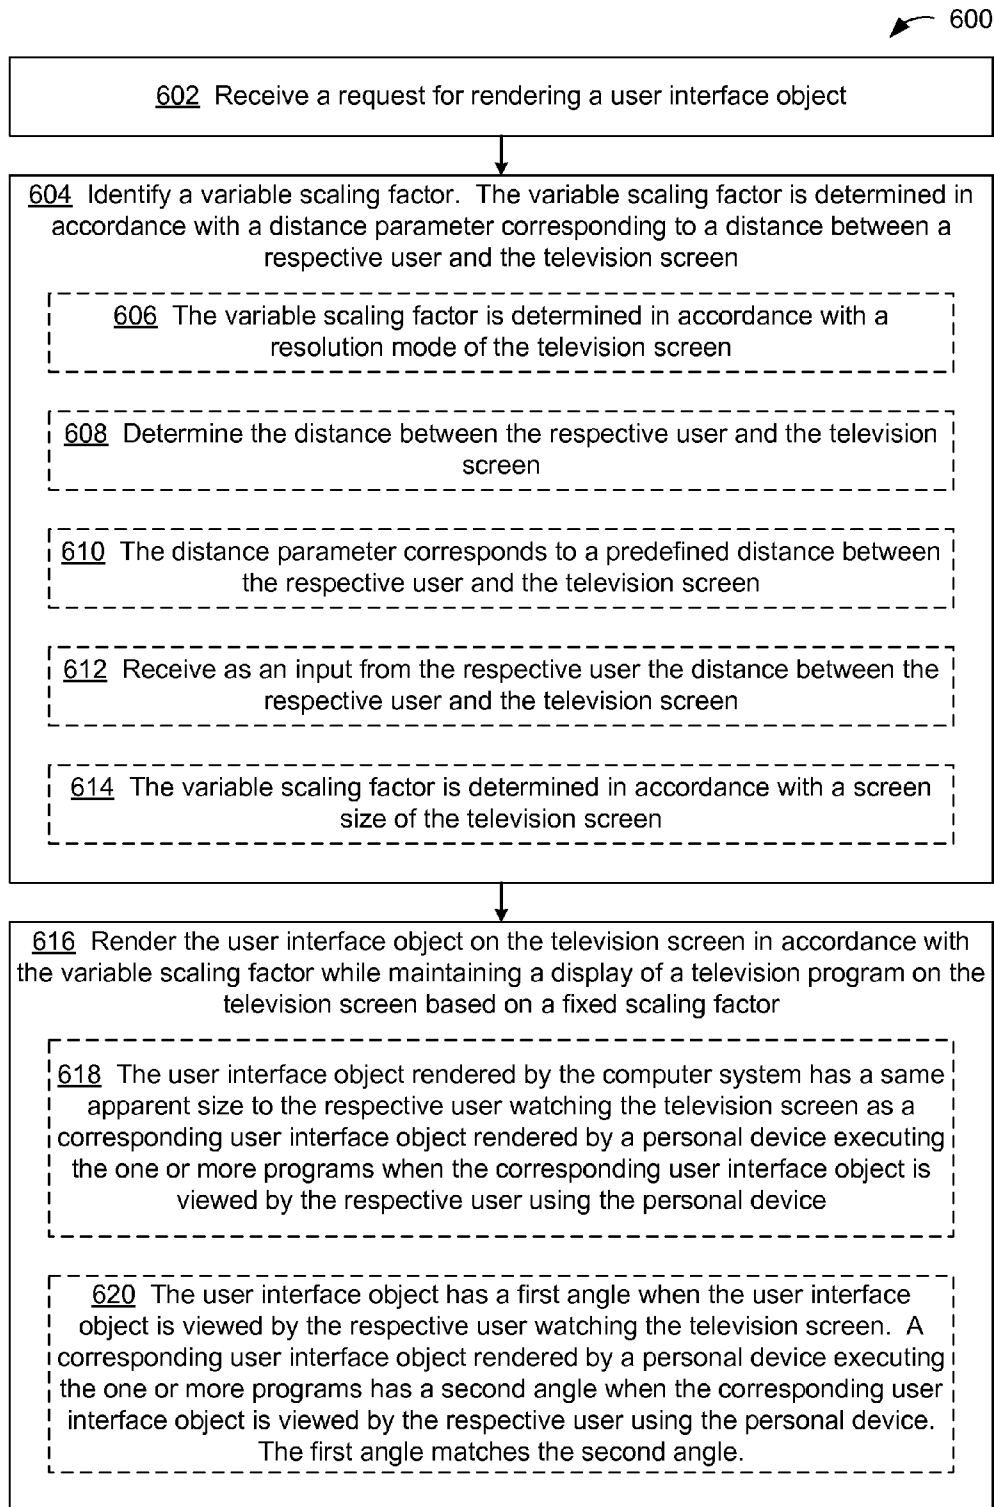 600
602 Receive a request for rendering a user interface object
604 Identify a variable scaling factor. The variable scaling factor is determined in
accordance with a distance parameter corresponding to a distance between a
respective user and the television screen
606 The variable scaling factor is determined in accordance with a
resolution mode of the television screen
608 Determine the distance between the respective user and the television
screen
610 The distance parameter corresponds to a predefined distance between
the respective user and the television screen
612 Receive as an input from the respective user the distance between the
respective user and the television screen
614 The variable scaling factor is determined in accordance with a screen
size of the television screen
616 Render the user interface object on the television screen in accordance with
the variable scaling factor while maintaining a display of a television program on the
television screen based on a fixed scaling factor
618 The user interface object rendered by the computer system has a same
apparent size to the respective user watching the television screen as a
corresponding user interface object rendered by a personal device executing
the one or more programs when the corresponding user interface object is
viewed by the respective user using the personal device
620 The user interface object has a first angle when the user interface
object is viewed by the respective user watching the television screen. A
corresponding user interface object rendered by a personal device executing
the one or more programs has a second angle when the corresponding user
interface object is viewed by the respective user using the personal device.
The first angle matches the second angle.